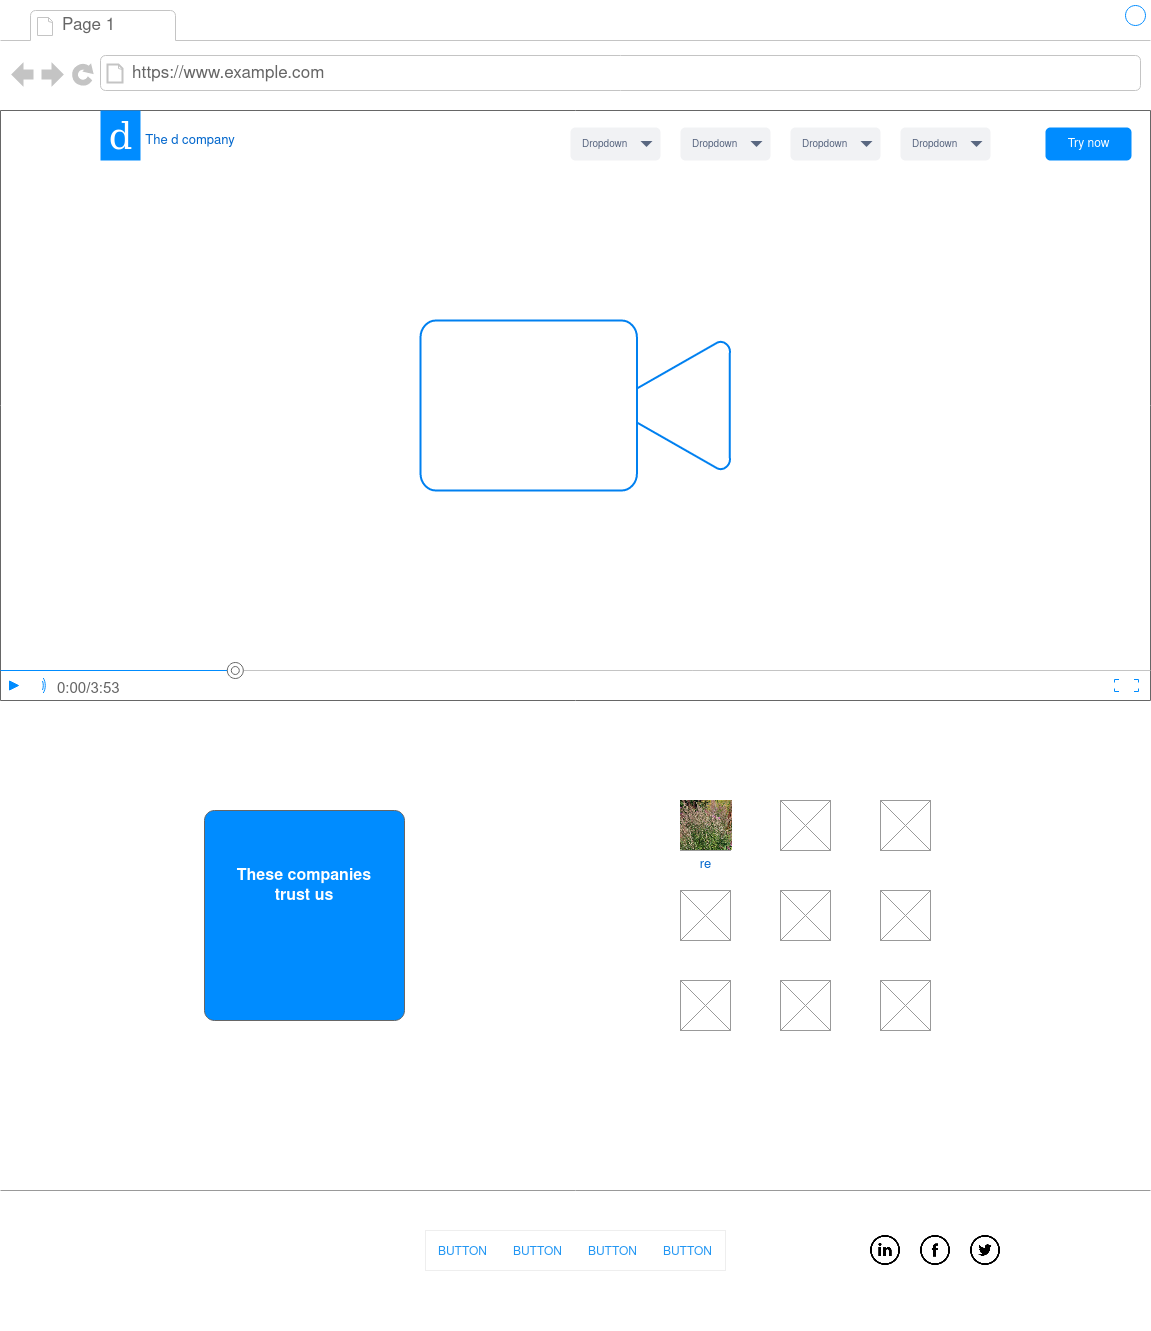 Page 1
https://www.example.com
d
The d company
Dropdown
Dropdown
Dropdown
Dropdown
Try now
0:00/3:53
These companies
trust us
re
BUTTON
BUTTON
BUTTON
BUTTON
in
f